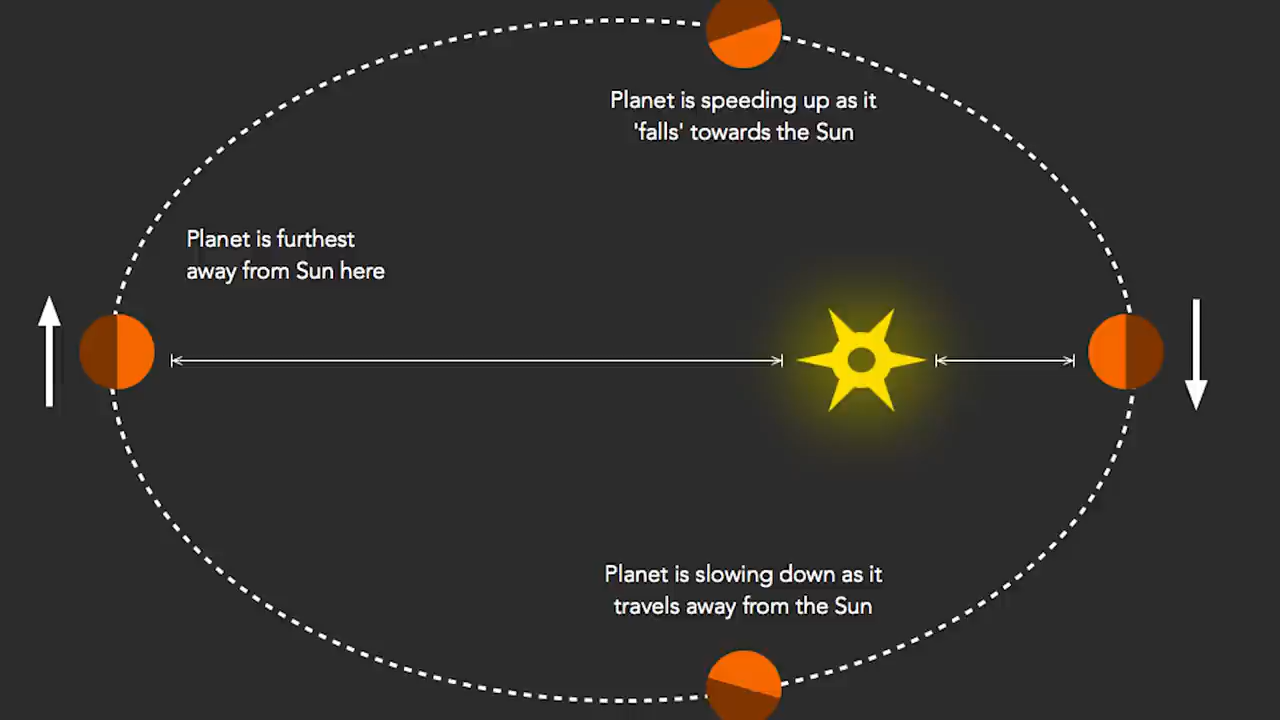 Planet is speeding up as it
'falls' towards the Sun
Planet is furthest
away from Sun here
Planet is slowing down as it
travels away from the Sun